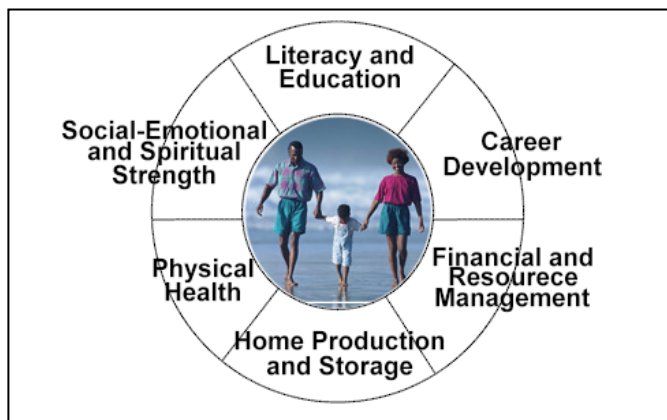 Literacy and
Education
Career
Development
Financial and
Resourece
Management
Home Production
and Storage
Physical
Health
Social-Emotional
and Spiritual
Strength